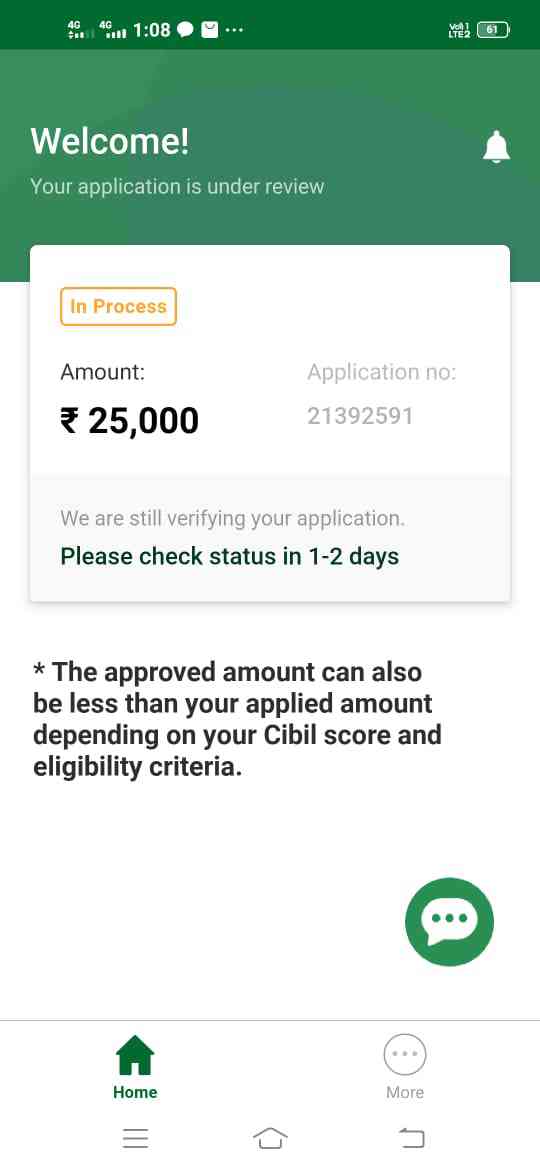 4G 4G 1:08 ... Vo) 1 LTE2 61
Welcome!
Your application is under review
In Process
Amount: Application no:
₹ 25,000 21392591
We are still verifying your application.
Please check status in 1-2 days
* The approved amount can also
be less than your applied amount
depending on your Cibil score and
eligibility criteria.
Home More